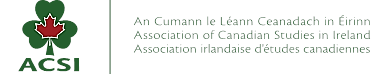 ACSI
An Cumann le Léann Ceanadach in Éirinn
Association of Canadian Studies in Ireland
Association irlandaise d'études canadiennes